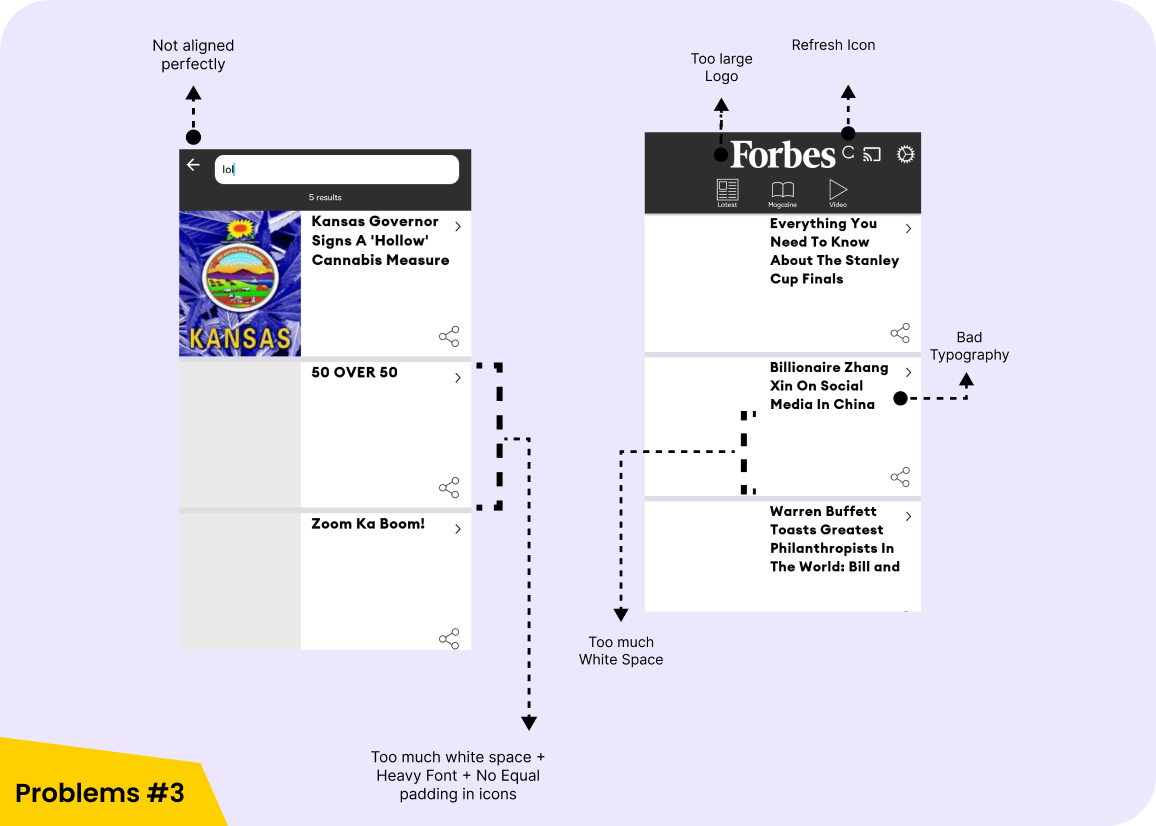 Not aligned
perfectly
Too large
Logo
Refresh Icon
lol
5 results
KANSAS
Kansas Governor
Signs A 'Hollow'
Cannabis Measure
50 OVER 50
Zoom Ka Boom!
Forbes
Latest
Magazine
Video
Everything You
Need To Know
About The Stanley
Cup Finals
Billionaire Zhang
Xin On Social
Media In China
Warren Buffett
Toasts Greatest
Philanthropists In
The World: Bill and
Bad
Typography
Too much
White Space
Too much white space +
Heavy Font + No Equal
padding in icons
Problems #3